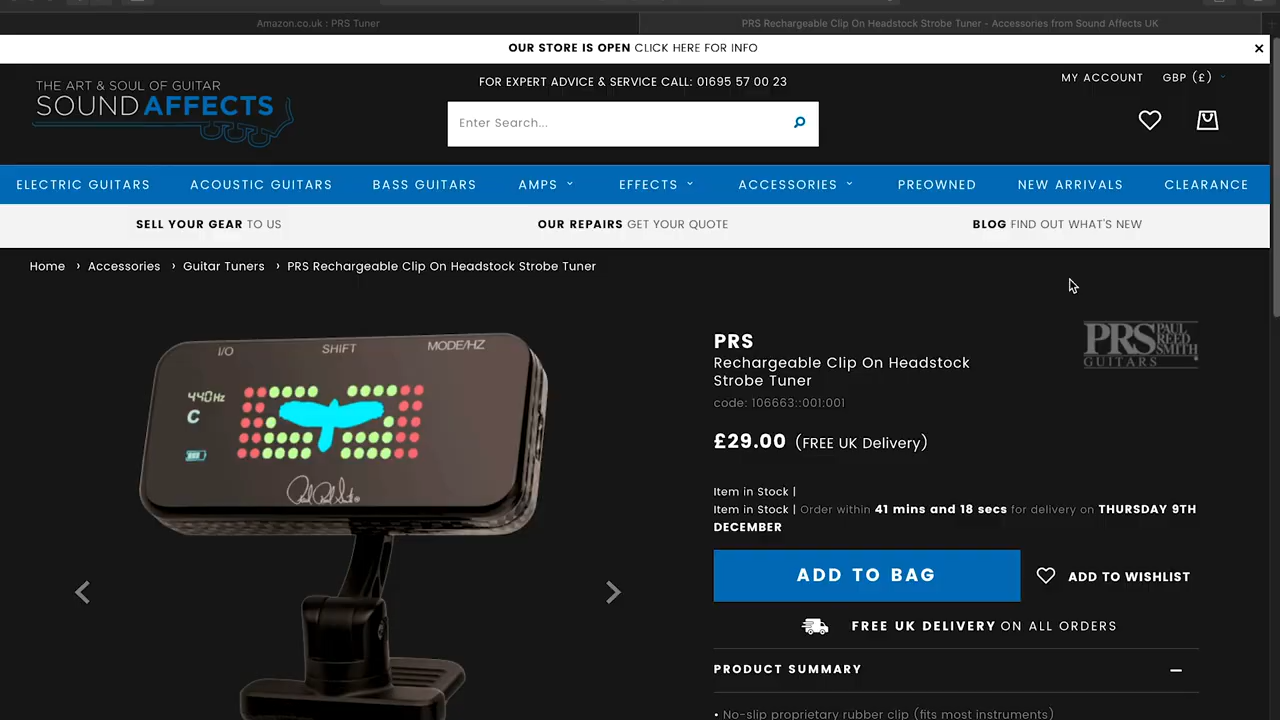 Amazon.co.uk : PRS Tuner
PRS Rechargeable Clip On Headstock Strobe Tuner - Accessories from Sound Affects UK
OUR STORE IS OPEN CLICK HERE FOR INFO
×
THE ART & SOUL OF GUITAR
SOUND AFFECTS
FOR EXPERT ADVICE & SERVICE CALL: 01695 57 00 23
MY ACCOUNT GBP (£)
Enter Search...
ELECTRIC GUITARS ACOUSTIC GUITARS BASS GUITARS AMPS EFFECTS ACCESSORIES PREOWNED NEW ARRIVALS CLEARANCE
SELL YOUR GEAR TO US OUR REPAIRS GET YOUR QUOTE BLOG FIND OUT WHAT'S NEW
Home › Accessories › Guitar Tuners › PRS Rechargeable Clip On Headstock Strobe Tuner
I/O SHIFT MODE/HZ
440Hz
C
PRS
Rechargeable Clip On Headstock
Strobe Tuner
code: 106663::001:001
PRS PAUL REED SMITH
GUITARS
£29.00 (FREE UK Delivery)
Item in Stock |
Item in Stock | Order within 41 mins and 18 secs for delivery on THURSDAY 9TH
DECEMBER
ADD TO BAG
ADD TO WISHLIST
FREE UK DELIVERY ON ALL ORDERS
PRODUCT SUMMARY
• No-slip proprietary rubber clip (fits most instruments)